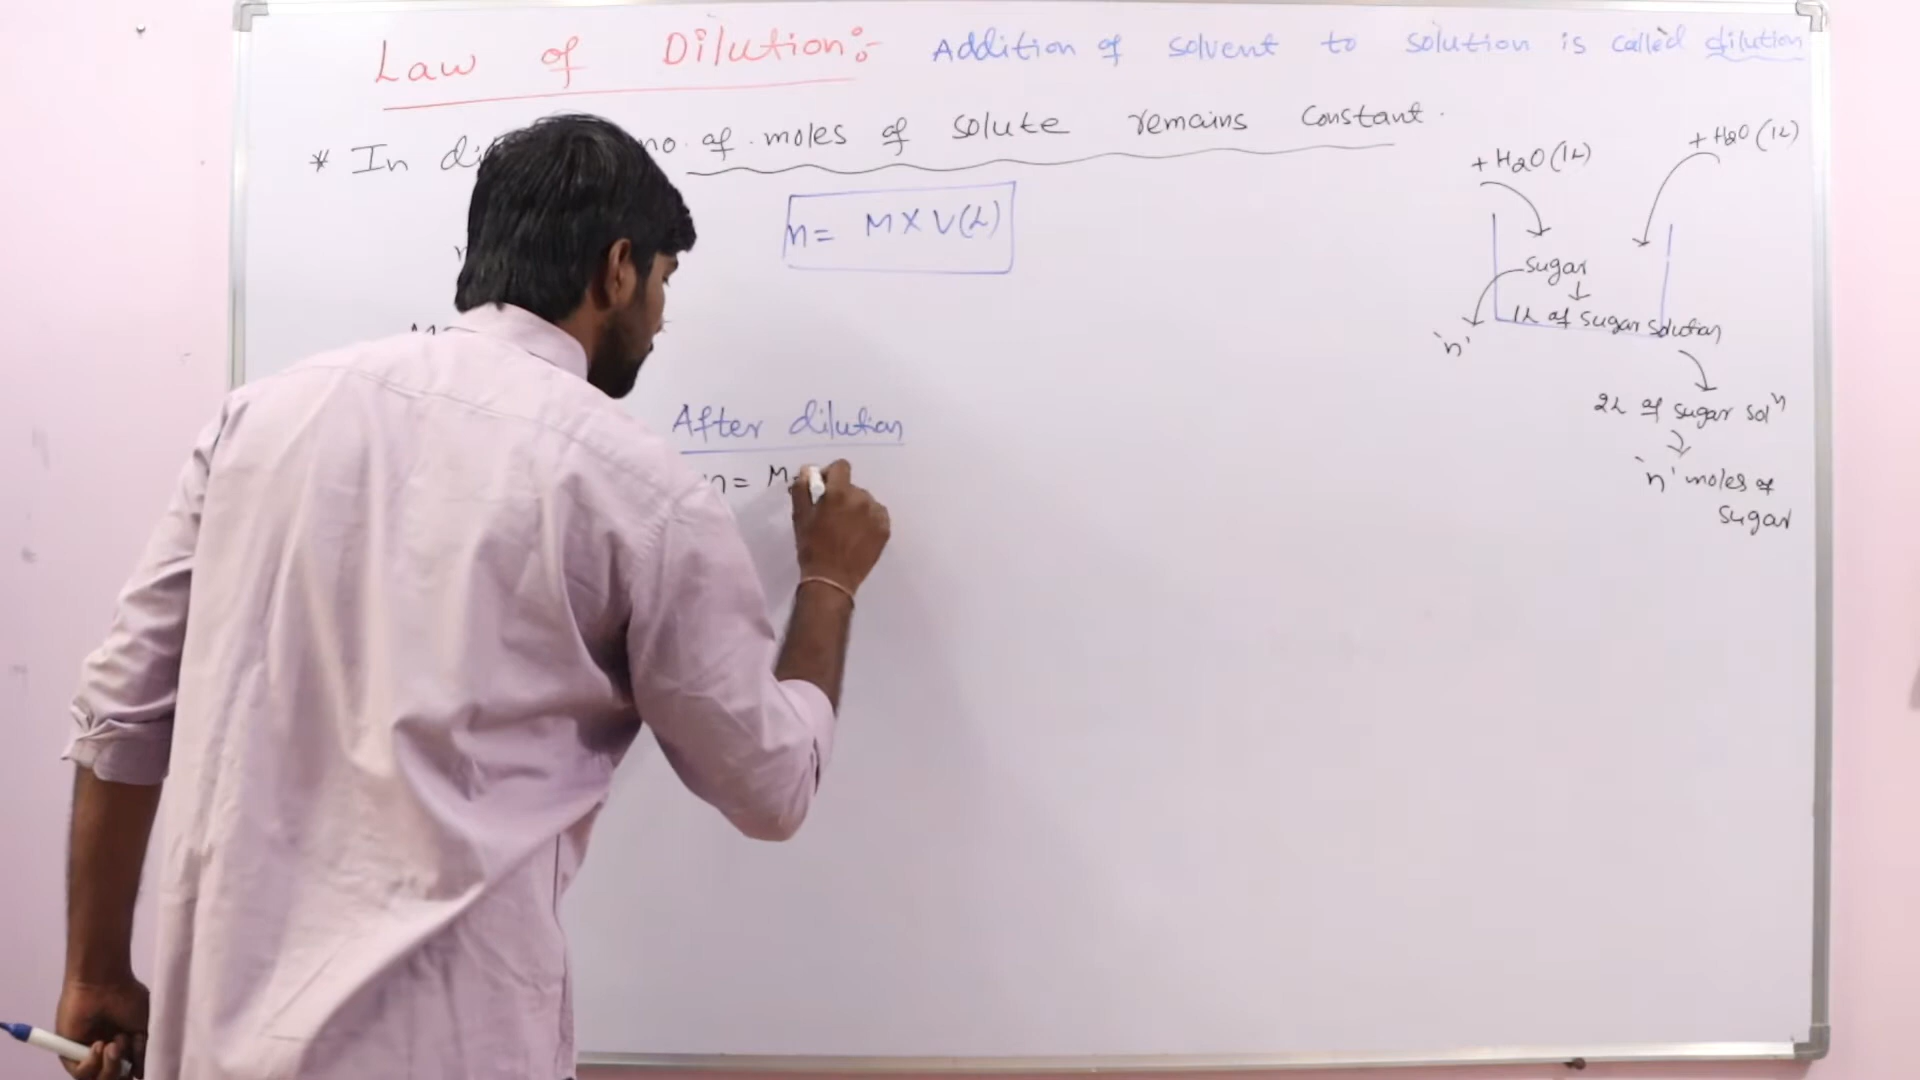 Law of Dilution:- Addition of solvent to solution is called dilution
* In no. of moles of solute remains constant.
n = M X V(L)
After dilution
n = M
+ H2O (1L)
+ H2O (1L)
sugar
1L of sugar solution
'n'
2L of sugar solⁿ
'n' moles of
sugar